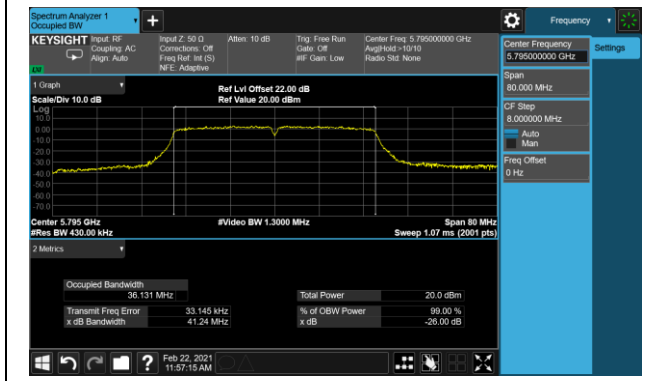 Spectrum Analyzer 1
Occupied BW
+
Frequency
KEYSIGHT
Input: RF
Coupling: AC
Align: Auto
Input Z: 50 Ω
Corrections: Off
Freq Ref: Int (S)
NFE: Adaptive
Atten: 10 dB
Trig: Free Run
Gate: Off
#IF Gain: Low
Center Freq: 5.795000000 GHz
Avg|Hold:>10/10
Radio Std: None
Center Frequency
5.795000000 GHz
Settings
Span
80.000 MHz
CF Step
8.000000 MHz
Auto
Man
Freq Offset
0 Hz
1 Graph
Scale/Div 10.0 dB
Ref Lvl Offset 22.00 dB
Ref Value 20.00 dBm
Log
10.0
0.00
-10.0
-20.0
-30.0
-40.0
-50.0
-60.0
-70.0
Center 5.795 GHz
#Video BW 1.3000 MHz
Span 80 MHz
#Res BW 430.00 kHz
Sweep 1.07 ms (2001 pts)
2 Metrics
Occupied Bandwidth
36.131 MHz
Total Power
20.0 dBm
Transmit Freq Error
33.145 kHz
% of OBW Power
99.00 %
x dB Bandwidth
41.24 MHz
x dB
-26.00 dB
?
Feb 22, 2021
11:57:15 AM